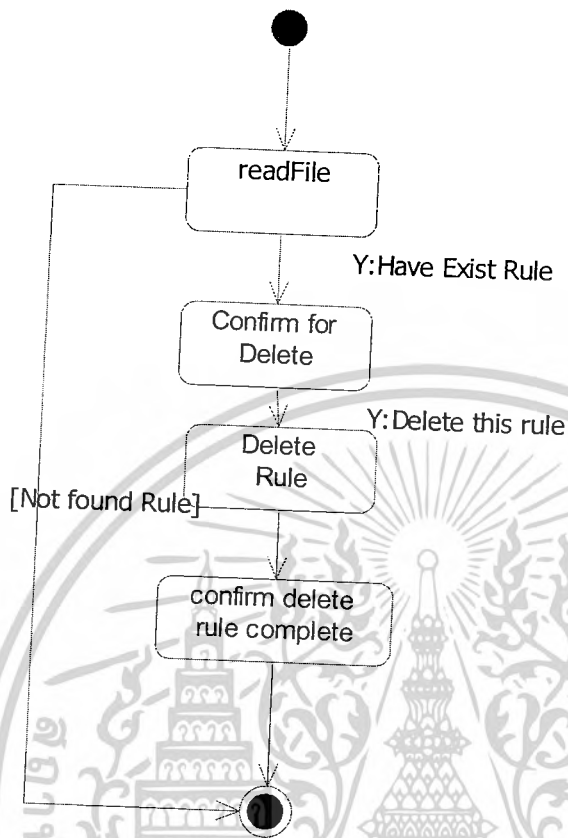 readFile
Y:Have Exist Rule
Confirm for
Delete
Y:Delete this rule
Delete
Rule
[Not found Rule]
confirm delete
rule complete